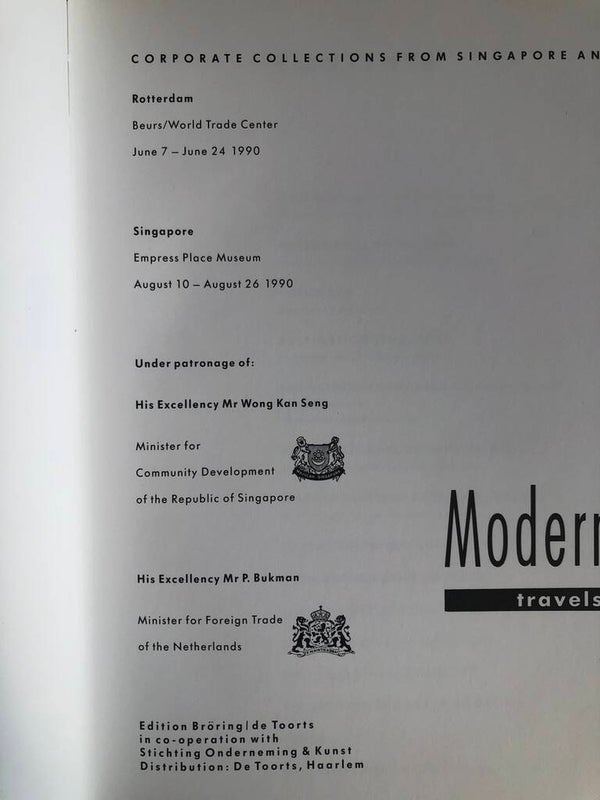 CORPORATE COLLECTIONS FROM SINGAPORE AN
Rotterdam
Beurs/World Trade Center
June 7 – June 24 1990
Singapore
Empress Place Museum
August 10 – August 26 1990
Under patronage of:
His Excellency Mr Wong Kan Seng
Minister for
Community Development
of the Republic of Singapore
His Excellency Mr P. Bukman
Minister for Foreign Trade
of the Netherlands
Modern
travels
Edition Bröring|de Toorts
in co-operation with
Stichting Onderneming & Kunst
Distribution: De Toorts, Haarlem